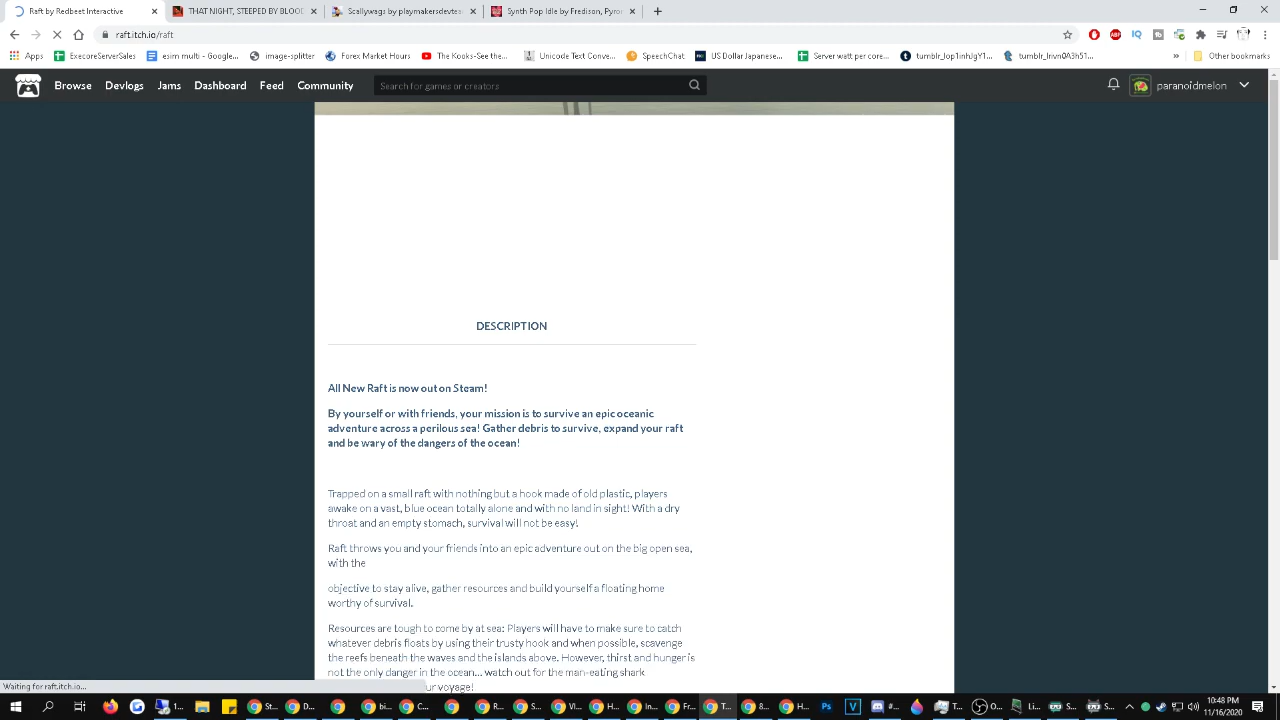 Raft by Redbeet Interactive
THAT NIGHT, STEEPED BY BLOOD
Scallywags by playmakersdevtea
Synth Pop Idle by Fredison, Pyror
raft.itch.io/raft
Apps
ExecoreServerSales
esim multi - Google...
image-splitter
Forex Market Hours
The Kooks-See the...
Unicode Text Conve...
SpeechChat
US Dollar Japanese...
Server watt per core...
Other bookmarks
Browse Devlogs Jams Dashboard Feed Community
Search for games or creators
paranoidmelon
DESCRIPTION
All New Raft is now out on Steam!
By yourself or with friends, your mission is to survive an epic oceanic
adventure across a perilous sea! Gather debris to survive, expand your raft
and be wary of the dangers of the ocean!
Trapped on a small raft with nothing but a hook made of old plastic, players
awake on a vast, blue ocean totally alone and with no land in sight! With a dry
throat and an empty stomach, survival will not be easy!
Raft throws you and your friends into an epic adventure out on the big open sea,
with the
objective to stay alive, gather resources and build yourself a floating home
worthy of survival.
Resources are tough to come by at sea: Players will have to make sure to catch
whatever debris floats by using their trusty hook and when possible, scavenge
the reefs beneath the waves and the islands above. However, thirst and hunger is
not the only danger in the ocean... watch out for the man-eating shark
ur voyage!
Waiting for raft.itch.io...
10:48 PM
11/16/2020